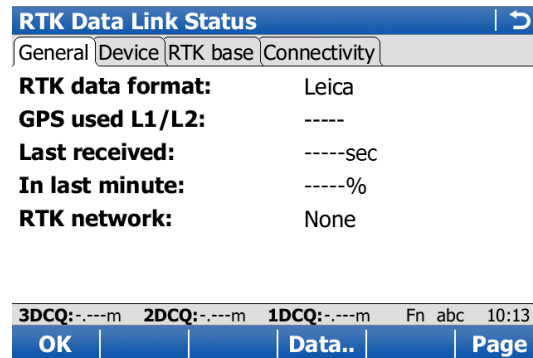 RTK Data Link Status
General Device RTK base Connectivity
RTK data format: Leica
GPS used L1/L2: -----
Last received: -----sec
In last minute: -----%
RTK network: None
3DCQ:-.---m 2DCQ:-.---m 1DCQ:-.---m Fn abc 10:13
OK Data.. Page